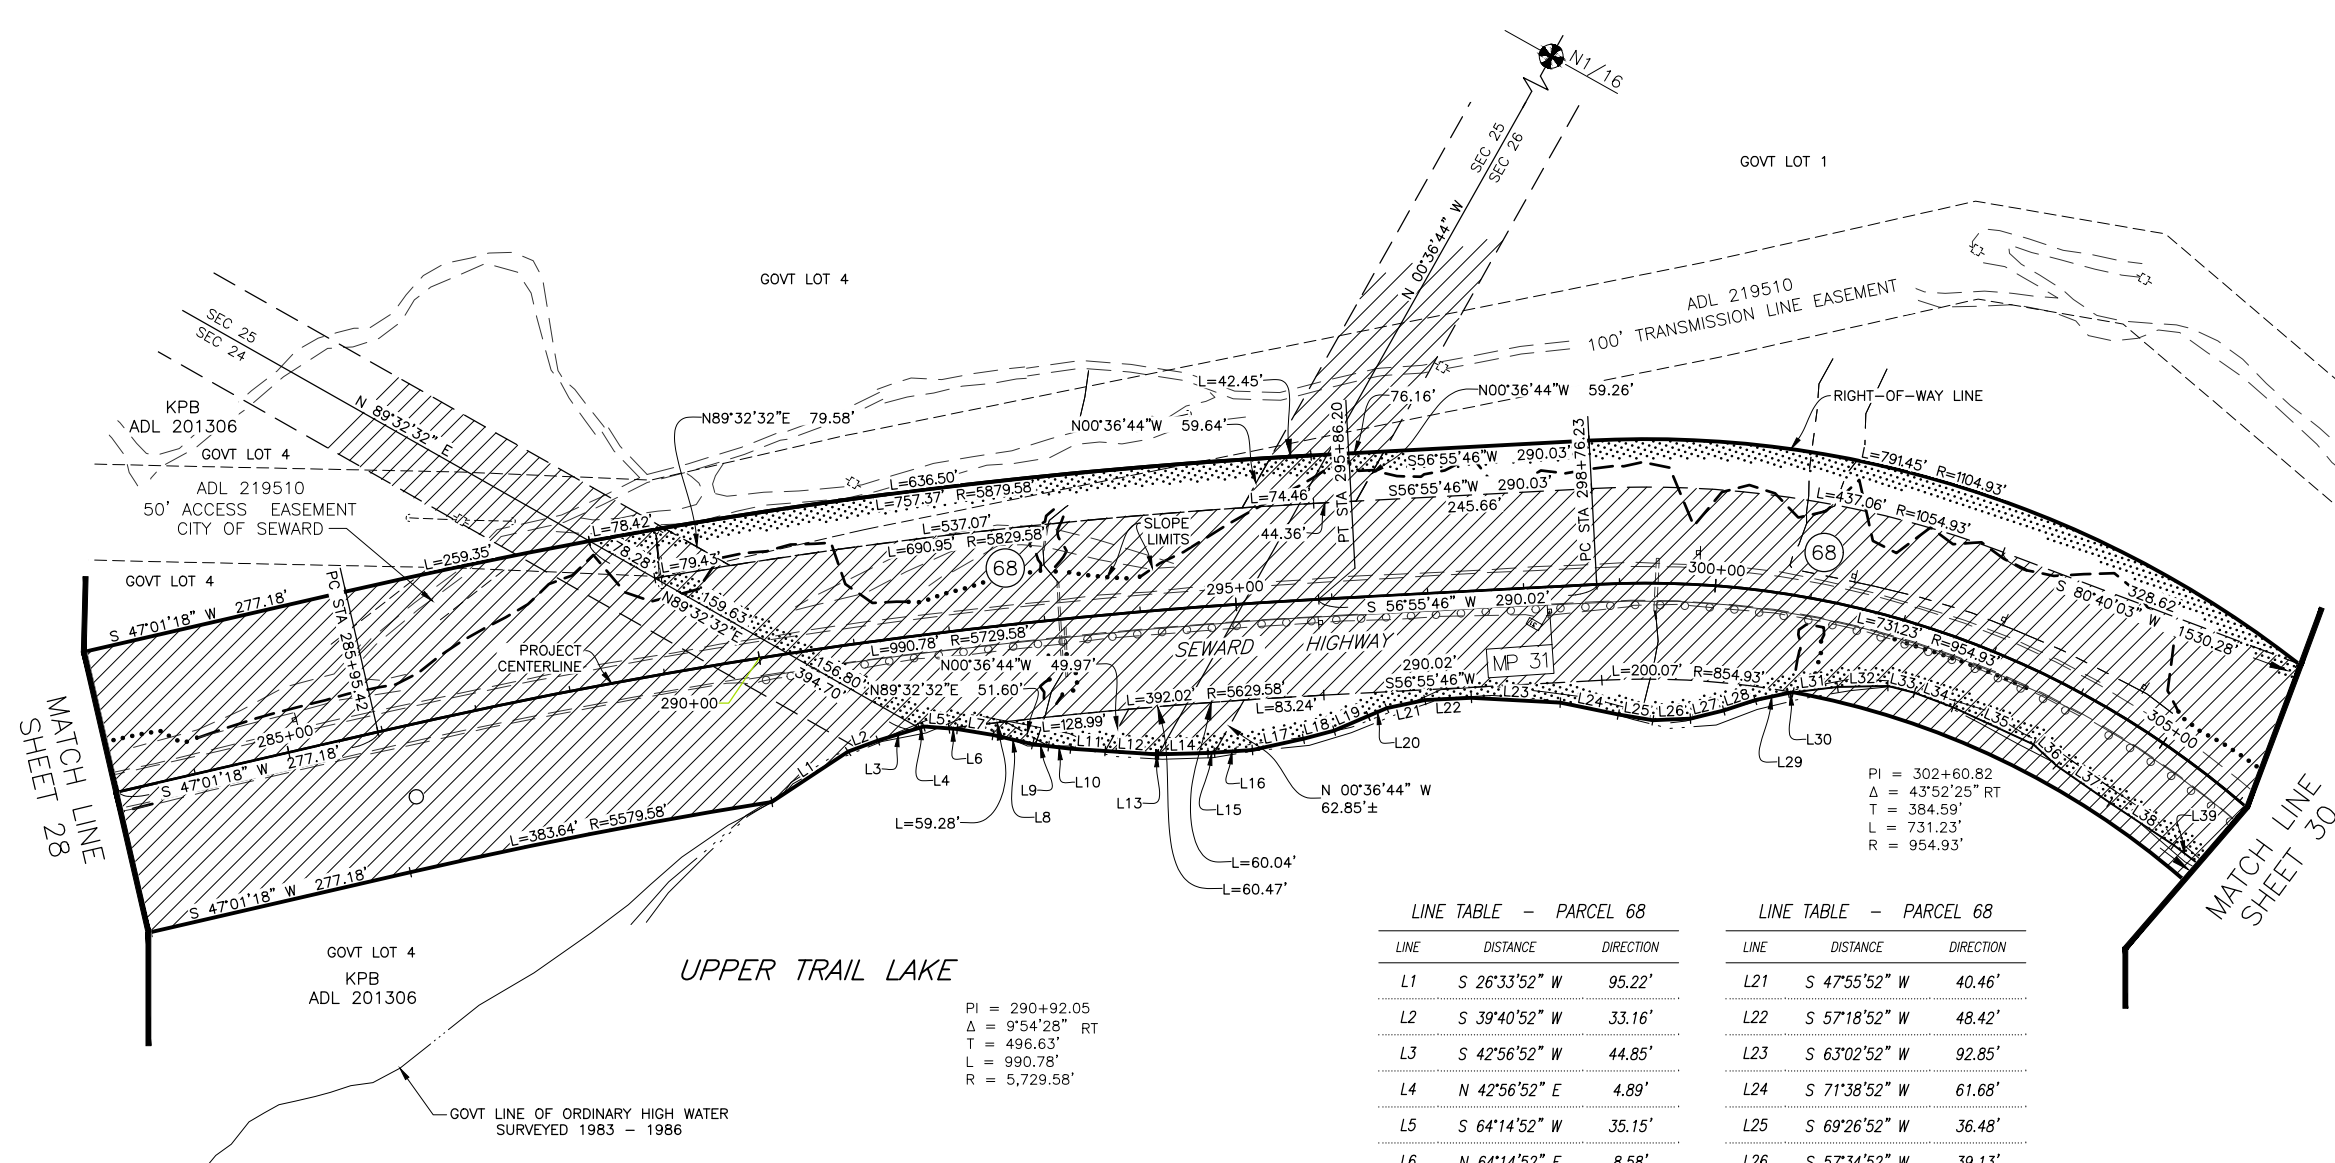 N1/16
SEC 25
SEC 26
GOVT LOT 1
N 00°36'44" W
GOVT LOT 4
ADL 219510
100' TRANSMISSION LINE EASEMENT
SEC 25
SEC 24
N 89°32'32" E
KPB
ADL 201306
GOVT LOT 4
ADL 219510
50' ACCESS EASEMENT
CITY OF SEWARD
GOVT LOT 4
L=42.45'
76.16'
N00°36'44"W 59.26'
N89°32'32"E 79.58'
N00°36'44"W 59.64'
RIGHT-OF-WAY LINE
PT STA 295+86.20
PC STA 298+76.23
S56°55'46"W 290.03'
L=791.45' R=1104.93'
L=636.50'
L=757.37' R=5879.58'
L=74.46'
S56°55'46"W 290.03'
245.66'
L=437.06' R=1054.93'
L=78.42'
L=537.07'
L=690.95' R=5829.58'
SLOPE
LIMITS
44.36'
L=259.35'
78.28'
L=79.43'
68
68
S 47°01'18" W 277.18'
PC STA 285+95.42
159.63'
N89°32'32"E
295+00
300+00
S 56°55'46" W 290.02'
S 80°40'03" W 1530.28'
328.62'
L=990.78' R=5729.58'
SEWARD HIGHWAY
L=731.23' R=954.93'
PROJECT
CENTERLINE
156.80'
394.70'
N00°36'44"W 49.97'
N89°32'32"E 51.60'
MP 31
290.02'
S56°55'46"W
L=200.07' R=854.93'
290+00
L=392.02' R=5629.58'
L=83.24'
L=128.99'
285+00
305+00
S 47°01'18" W 277.18'
L1
L2
L3
L4
L5
L6
L7
L8
L9
L10
L11
L12
L13
L14
L15
L16
L17
L18
L19
L20
L21
L22
L23
L24
L25
L26
L27
L28
L29
L30
L31
L32
L33
L34
L35
L36
L37
L38
L39
MATCH LINE
SHEET 28
MATCH LINE
SHEET 30
N 00°36'44" W
62.85'±
L=59.28'
L=60.04'
L=60.47'
L=383.64' R=5579.58'
S 47°01'18" W 277.18'
PI = 302+60.82
Δ = 43°52'25" RT
T = 384.59'
L = 731.23'
R = 954.93'
GOVT LOT 4
KPB
ADL 201306
UPPER TRAIL LAKE
PI = 290+92.05
Δ = 9°54'28" RT
T = 496.63'
L = 990.78'
R = 5,729.58'
GOVT LINE OF ORDINARY HIGH WATER
SURVEYED 1983 – 1986
LINE TABLE – PARCEL 68
LINE DISTANCE DIRECTION
L1 S 26°33'52" W 95.22'
L2 S 39°40'52" W 33.16'
L3 S 42°56'52" W 44.85'
L4 N 42°56'52" E 4.89'
L5 S 64°14'52" W 35.15'
L6 N 64°14'52" E 8.58'
LINE TABLE – PARCEL 68
LINE DISTANCE DIRECTION
L21 S 47°55'52" W 40.46'
L22 S 57°18'52" W 48.42'
L23 S 63°02'52" W 92.85'
L24 S 71°38'52" W 61.68'
L25 S 69°26'52" W 36.48'
L26 S 57°34'52" W 39.13'